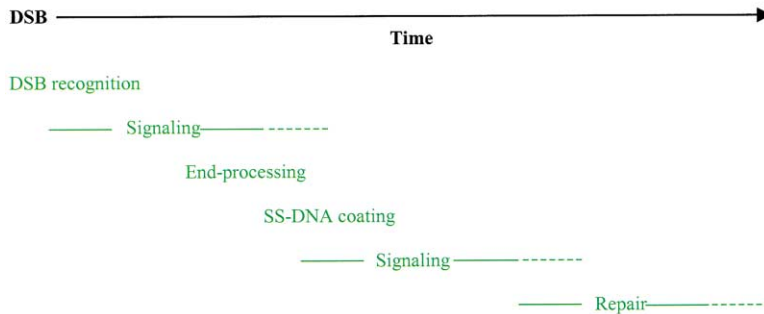 DSB
Time
DSB recognition
Signaling
End-processing
SS-DNA coating
Signaling
Repair